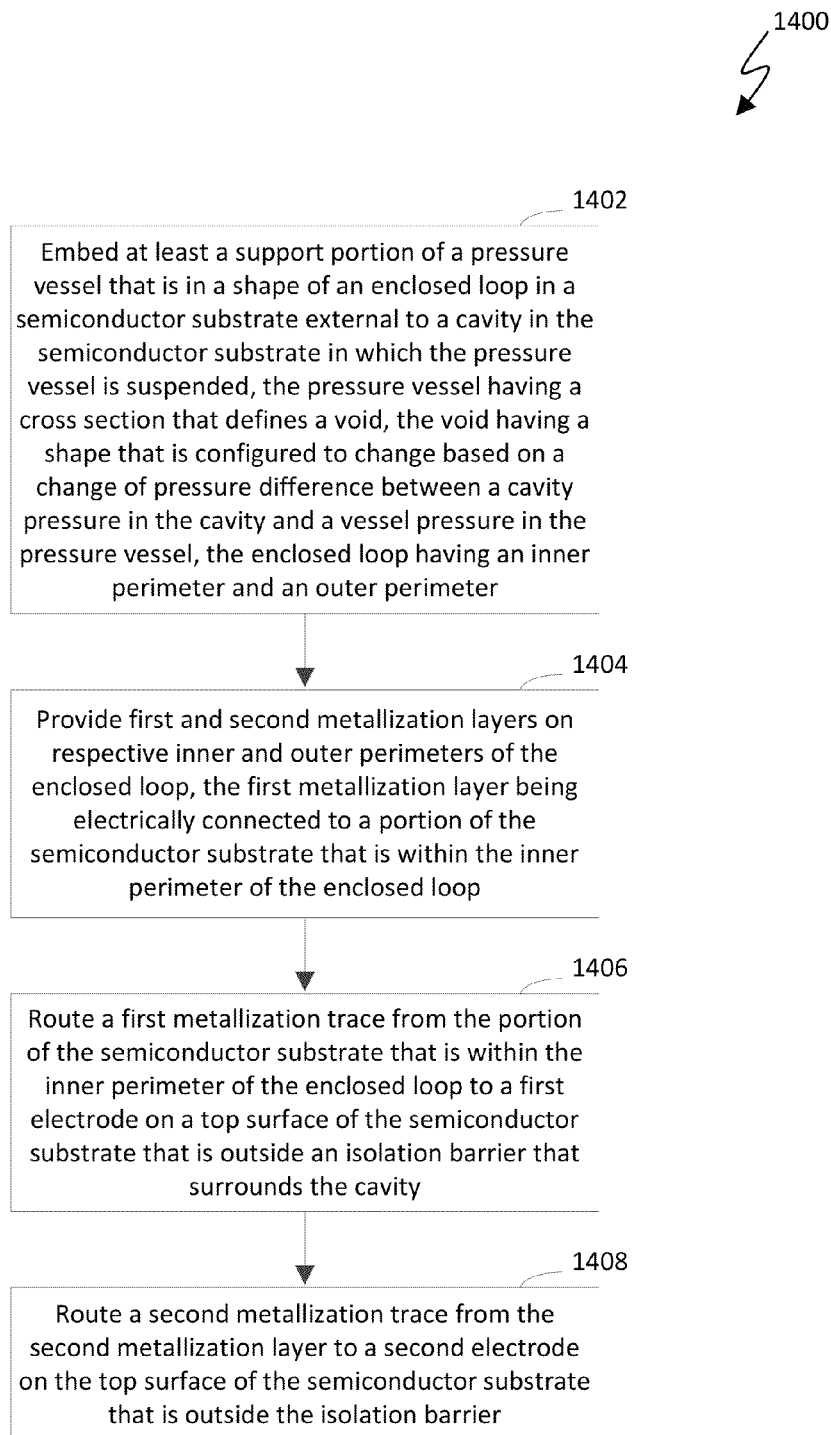 1400
1402
Embed at least a support portion of a pressure
vessel that is in a shape of an enclosed loop in a
semiconductor substrate external to a cavity in the
semiconductor substrate in which the pressure
vessel is suspended, the pressure vessel having a
cross section that defines a void, the void having a
shape that is configured to change based on a
change of pressure difference between a cavity
pressure in the cavity and a vessel pressure in the
pressure vessel, the enclosed loop having an inner
perimeter and an outer perimeter
1404
Provide first and second metallization layers on
respective inner and outer perimeters of the
enclosed loop, the first metallization layer being
electrically connected to a portion of the
semiconductor substrate that is within the inner
perimeter of the enclosed loop
1406
Route a first metallization trace from the portion
of the semiconductor substrate that is within the
inner perimeter of the enclosed loop to a first
electrode on a top surface of the semiconductor
substrate that is outside an isolation barrier that
surrounds the cavity
1408
Route a second metallization trace from the
second metallization layer to a second electrode
on the top surface of the semiconductor substrate
that is outside the isolation barrier